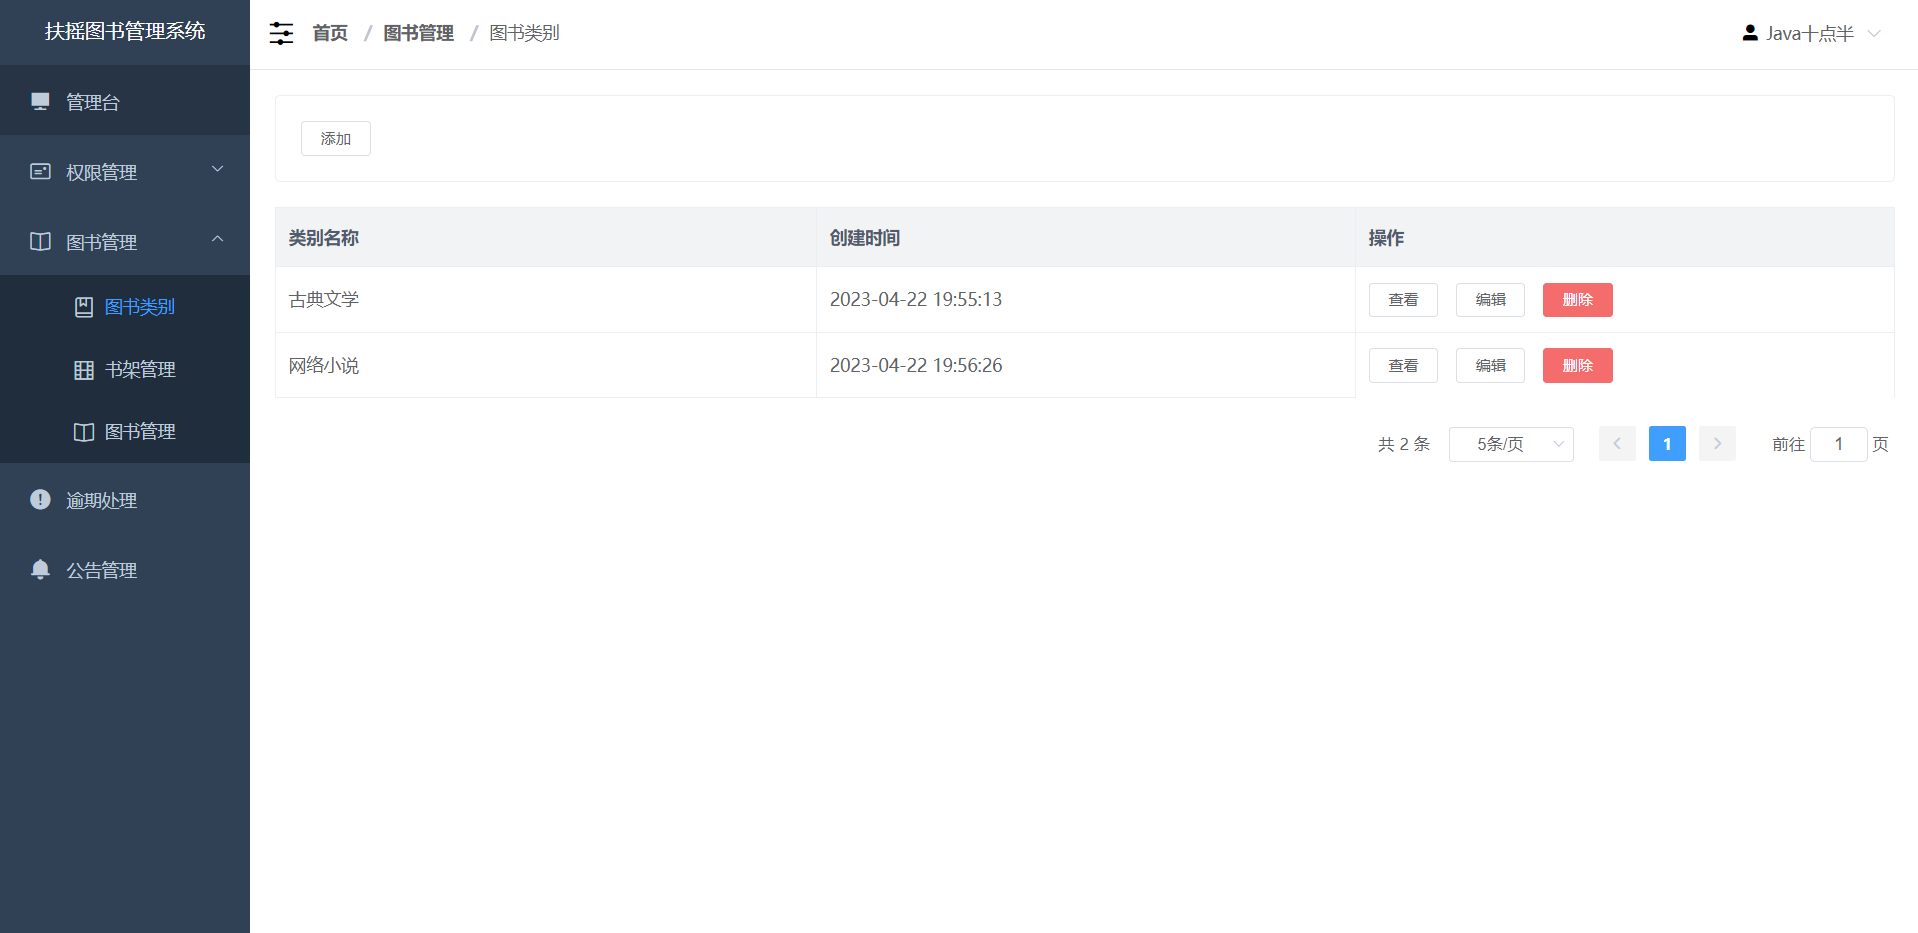 扶摇图书管理系统
首页 / 图书管理 / 图书类别
Java十点半
管理台
权限管理
图书管理
图书类别
书架管理
图书管理
逾期处理
公告管理
添加
类别名称 创建时间 操作
古典文学 2023-04-22 19:55:13 查看 编辑 删除
网络小说 2023-04-22 19:56:26 查看 编辑 删除
共 2 条 5条/页 1 前往 1 页